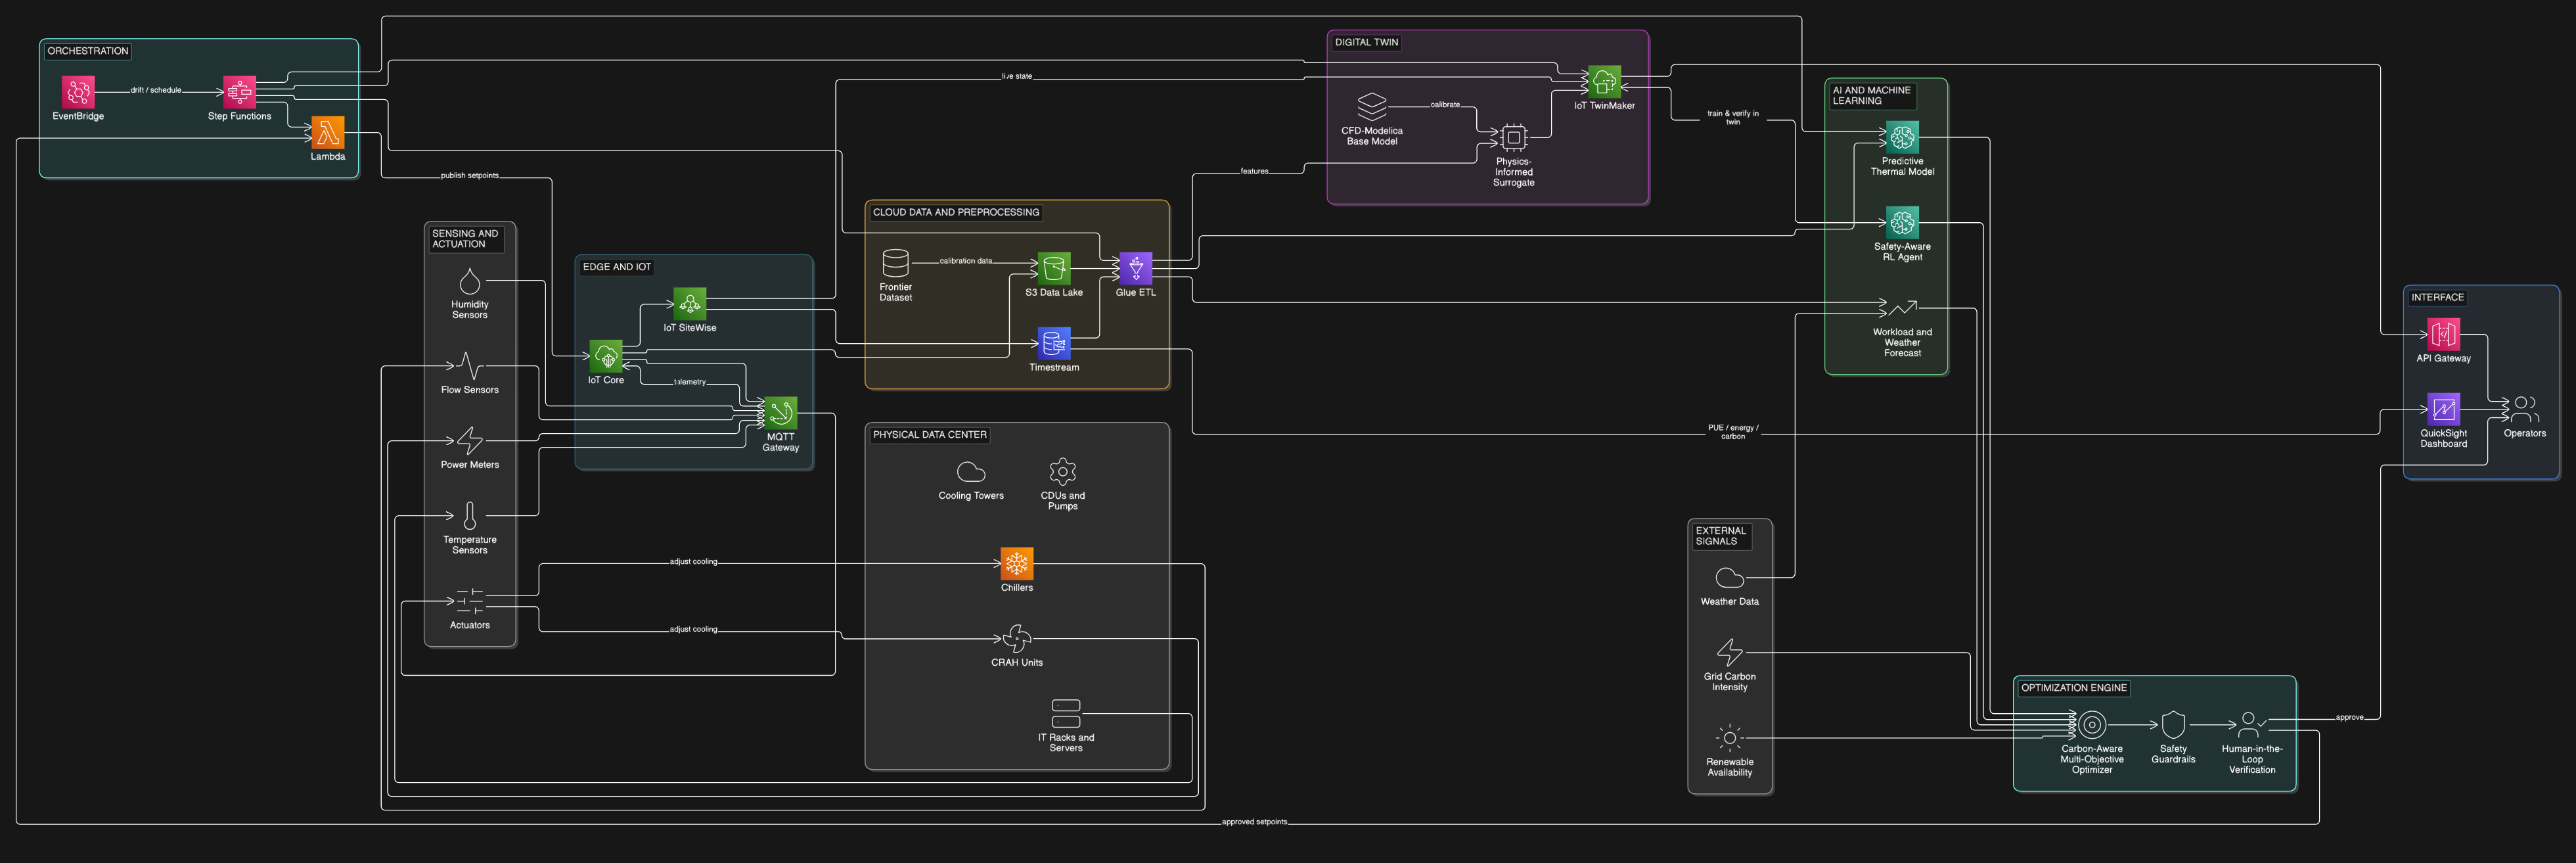 ORCHESTRATION
EventBridge
drift / schedule
Step Functions
Lambda
publish setpoints
live state
SENSING AND
ACTUATION
Humidity
Sensors
Flow Sensors
Power Meters
Temperature
Sensors
Actuators
EDGE AND IOT
IoT SiteWise
IoT Core
telemetry
MQTT
Gateway
adjust cooling
adjust cooling
CLOUD DATA AND PREPROCESSING
Frontier
Dataset
calibration data
S3 Data Lake
Glue ETL
Timestream
PHYSICAL DATA CENTER
Cooling Towers
CDUs and
Pumps
Chillers
CRAH Units
IT Racks and
Servers
features
DIGITAL TWIN
CFD-Modelica
Base Model
calibrate
Physics-
Informed
Surrogate
IoT TwinMaker
train & verify in
twin
AI AND MACHINE
LEARNING
Predictive
Thermal Model
Safety-Aware
RL Agent
Workload and
Weather
Forecast
PUE / energy /
carbon
EXTERNAL
SIGNALS
Weather Data
Grid Carbon
Intensity
Renewable
Availability
OPTIMIZATION ENGINE
Carbon-Aware
Multi-Objective
Optimizer
Safety
Guardrails
Human-in-the-
Loop
Verification
approve
INTERFACE
API Gateway
QuickSight
Dashboard
Operators
approved setpoints